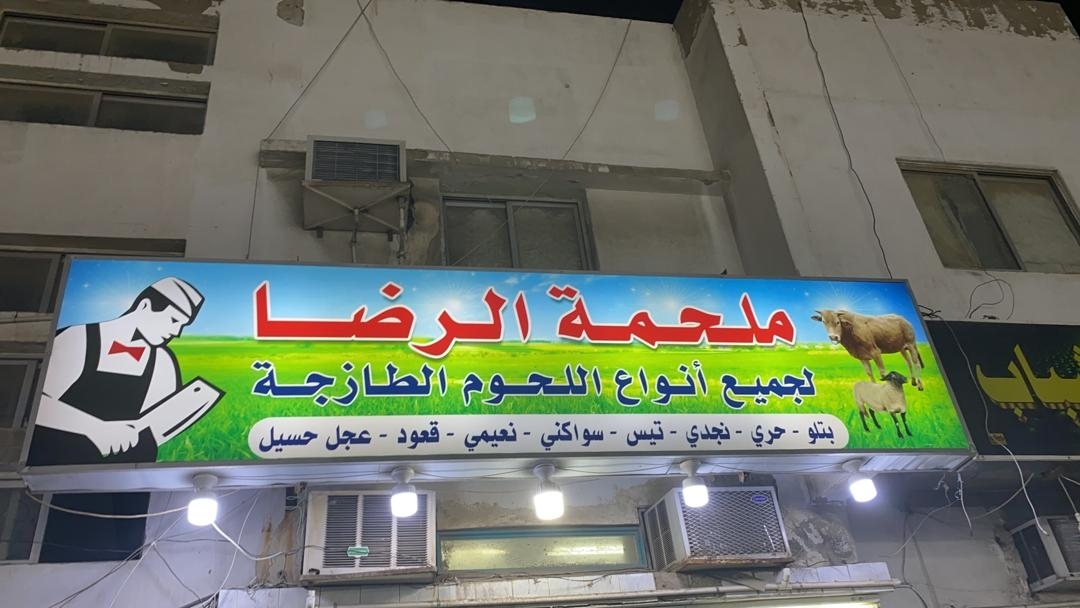 ملحمة الرضا
لجميع أنواع اللحوم الطازجة
بتلو - حري - نجدي - تيس - سواكني - نعيمي - قعود - عجل حسيل